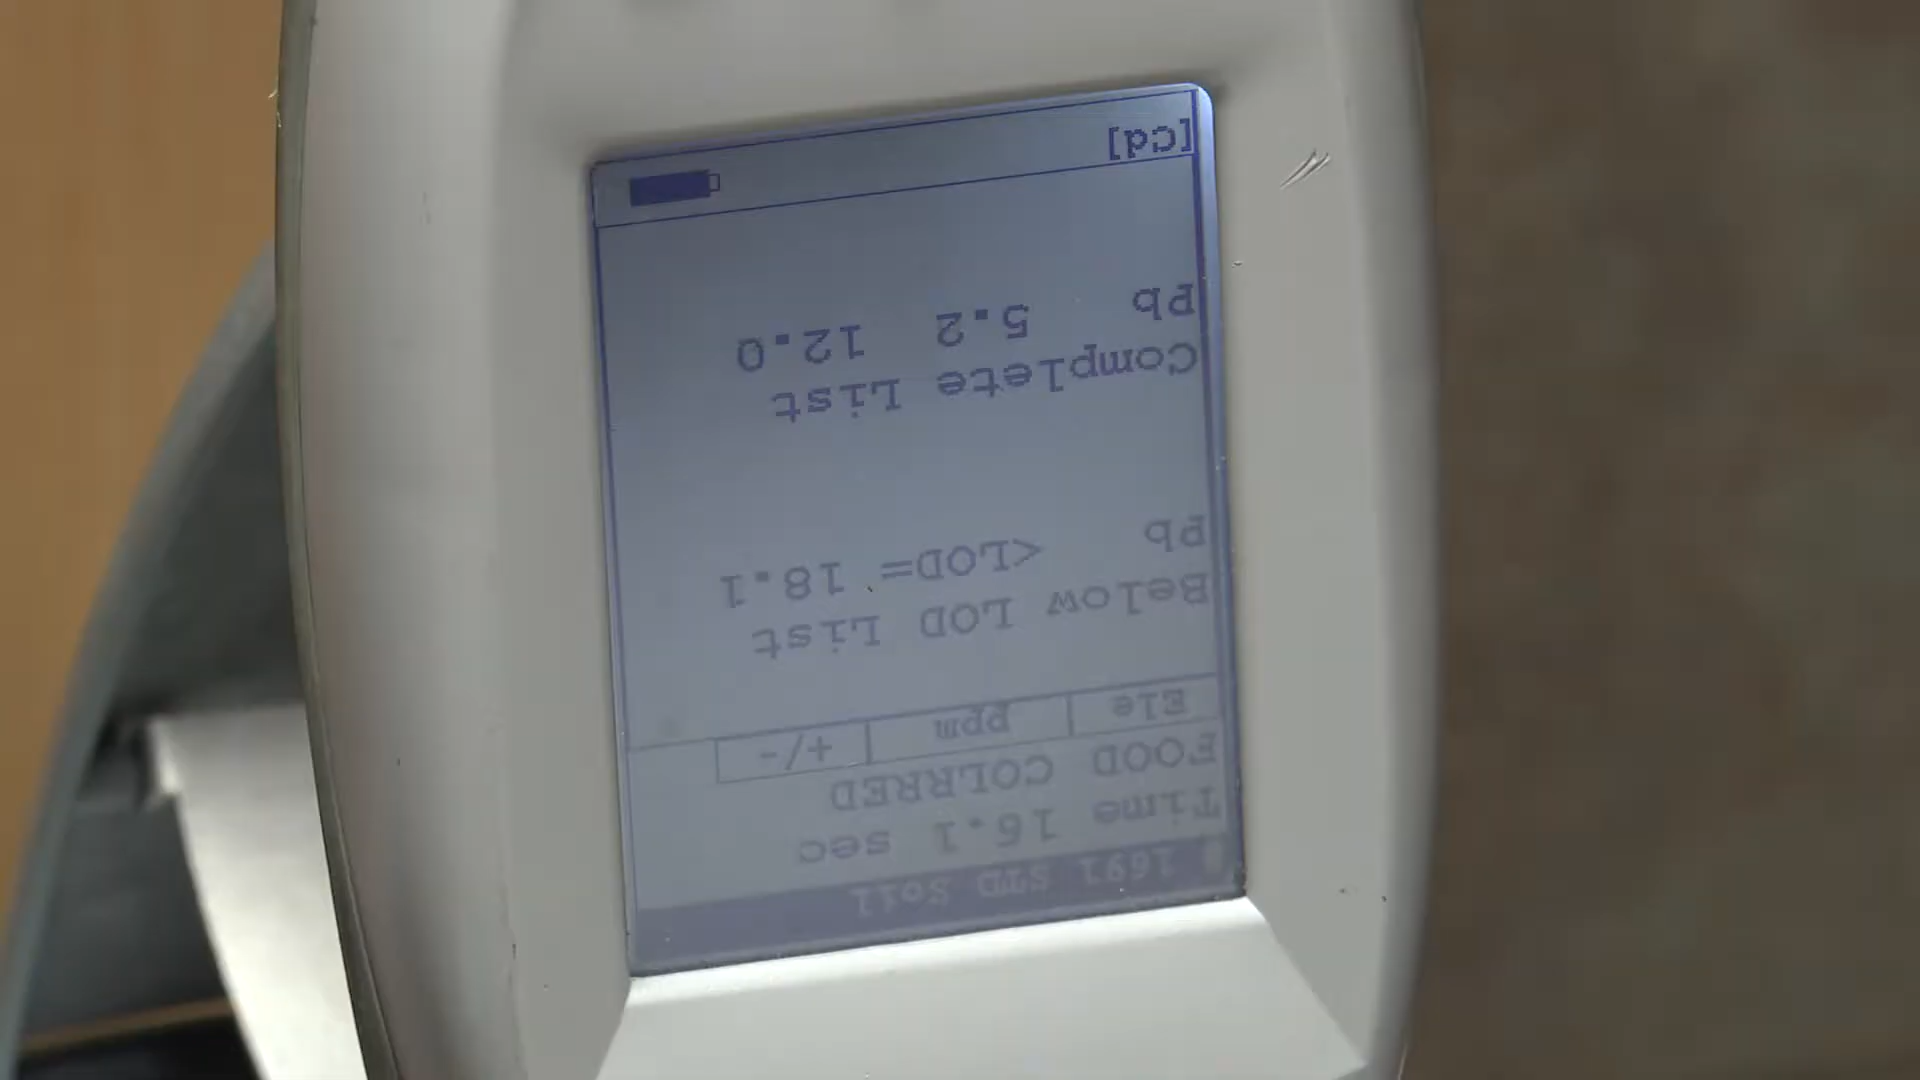 1691 STD Soil
Time 16.1 sec
FOOD COLRRED
Ele ppm +/-
Below LOD List
Pb <LOD= 18.1
Complete List
Pb 5.2 12.0
[Cd]